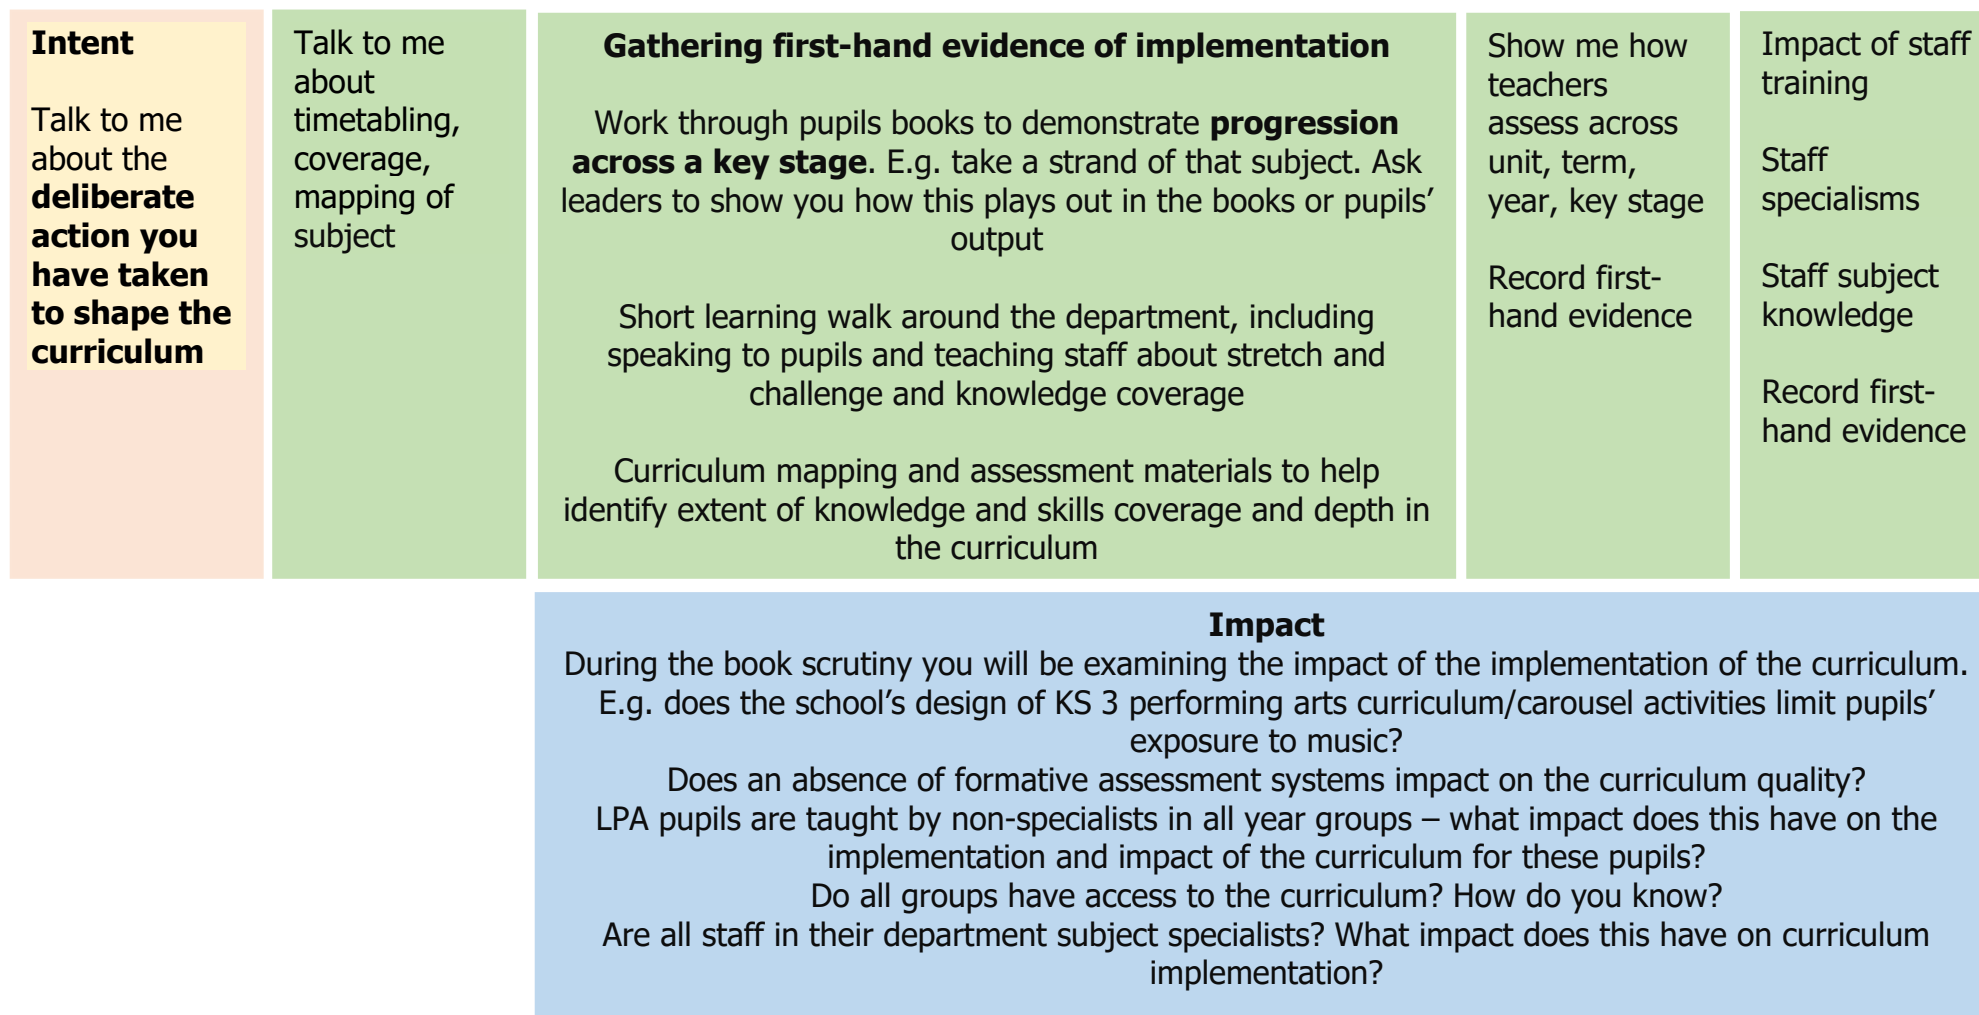 Intent
Talk to me
about the
deliberate
action you
have taken
to shape the
curriculum
Talk to me
about
timetabling,
coverage,
mapping of
subject
Gathering first-hand evidence of implementation
Work through pupils books to demonstrate progression
across a key stage. E.g. take a strand of that subject. Ask
leaders to show you how this plays out in the books or pupils’
output
Short learning walk around the department, including
speaking to pupils and teaching staff about stretch and
challenge and knowledge coverage
Curriculum mapping and assessment materials to help
identify extent of knowledge and skills coverage and depth in
the curriculum
Show me how
teachers
assess across
unit, term,
year, key stage
Record first-
hand evidence
Impact of staff
training
Staff
specialisms
Staff subject
knowledge
Record first-
hand evidence
Impact
During the book scrutiny you will be examining the impact of the implementation of the curriculum.
E.g. does the school’s design of KS 3 performing arts curriculum/carousel activities limit pupils’
exposure to music?
Does an absence of formative assessment systems impact on the curriculum quality?
LPA pupils are taught by non-specialists in all year groups – what impact does this have on the
implementation and impact of the curriculum for these pupils?
Do all groups have access to the curriculum? How do you know?
Are all staff in their department subject specialists? What impact does this have on curriculum
implementation?